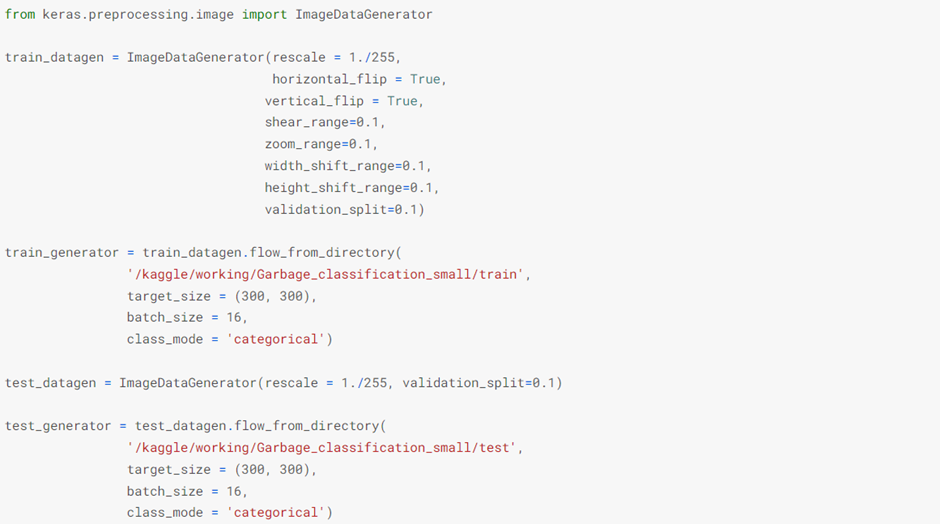 from keras.preprocessing.image import ImageDataGenerator
train_datagen = ImageDataGenerator(rescale = 1./255,
horizontal_flip = True,
vertical_flip = True,
shear_range=0.1,
zoom_range=0.1,
width_shift_range=0.1,
height_shift_range=0.1,
validation_split=0.1)
train_generator = train_datagen.flow_from_directory(
'/kaggle/working/Garbage_classification_small/train',
target_size = (300, 300),
batch_size = 16,
class_mode = 'categorical')
test_datagen = ImageDataGenerator(rescale = 1./255, validation_split=0.1)
test_generator = test_datagen.flow_from_directory(
'/kaggle/working/Garbage_classification_small/test',
target_size = (300, 300),
batch_size = 16,
class_mode = 'categorical')